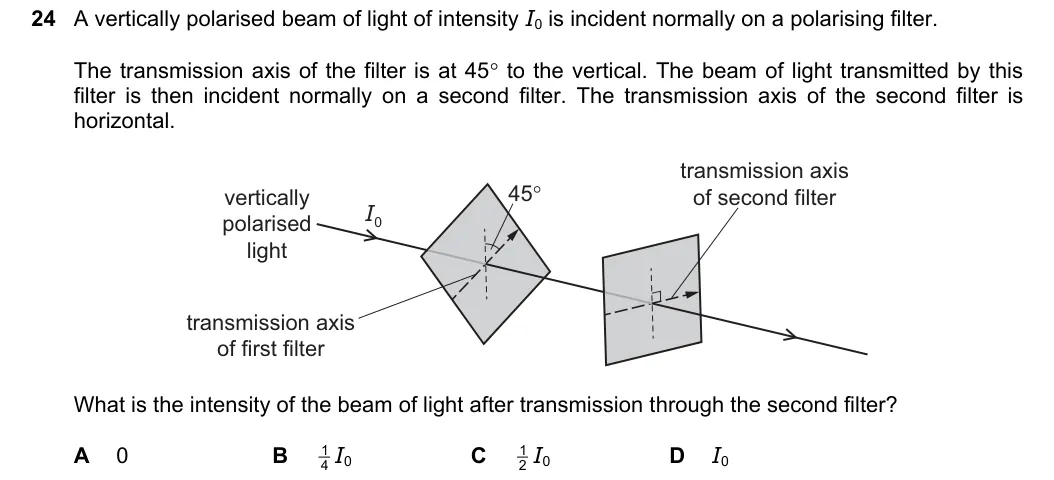 24 A vertically polarised beam of light of intensity I₀ is incident normally on a polarising filter.
The transmission axis of the filter is at 45° to the vertical. The beam of light transmitted by this
filter is then incident normally on a second filter. The transmission axis of the second filter is
horizontal.
transmission axis
of second filter
vertically
polarised
light
I₀
45°
transmission axis
of first filter
What is the intensity of the beam of light after transmission through the second filter?
A 0 B 1/4 I₀ C 1/2 I₀ D I₀